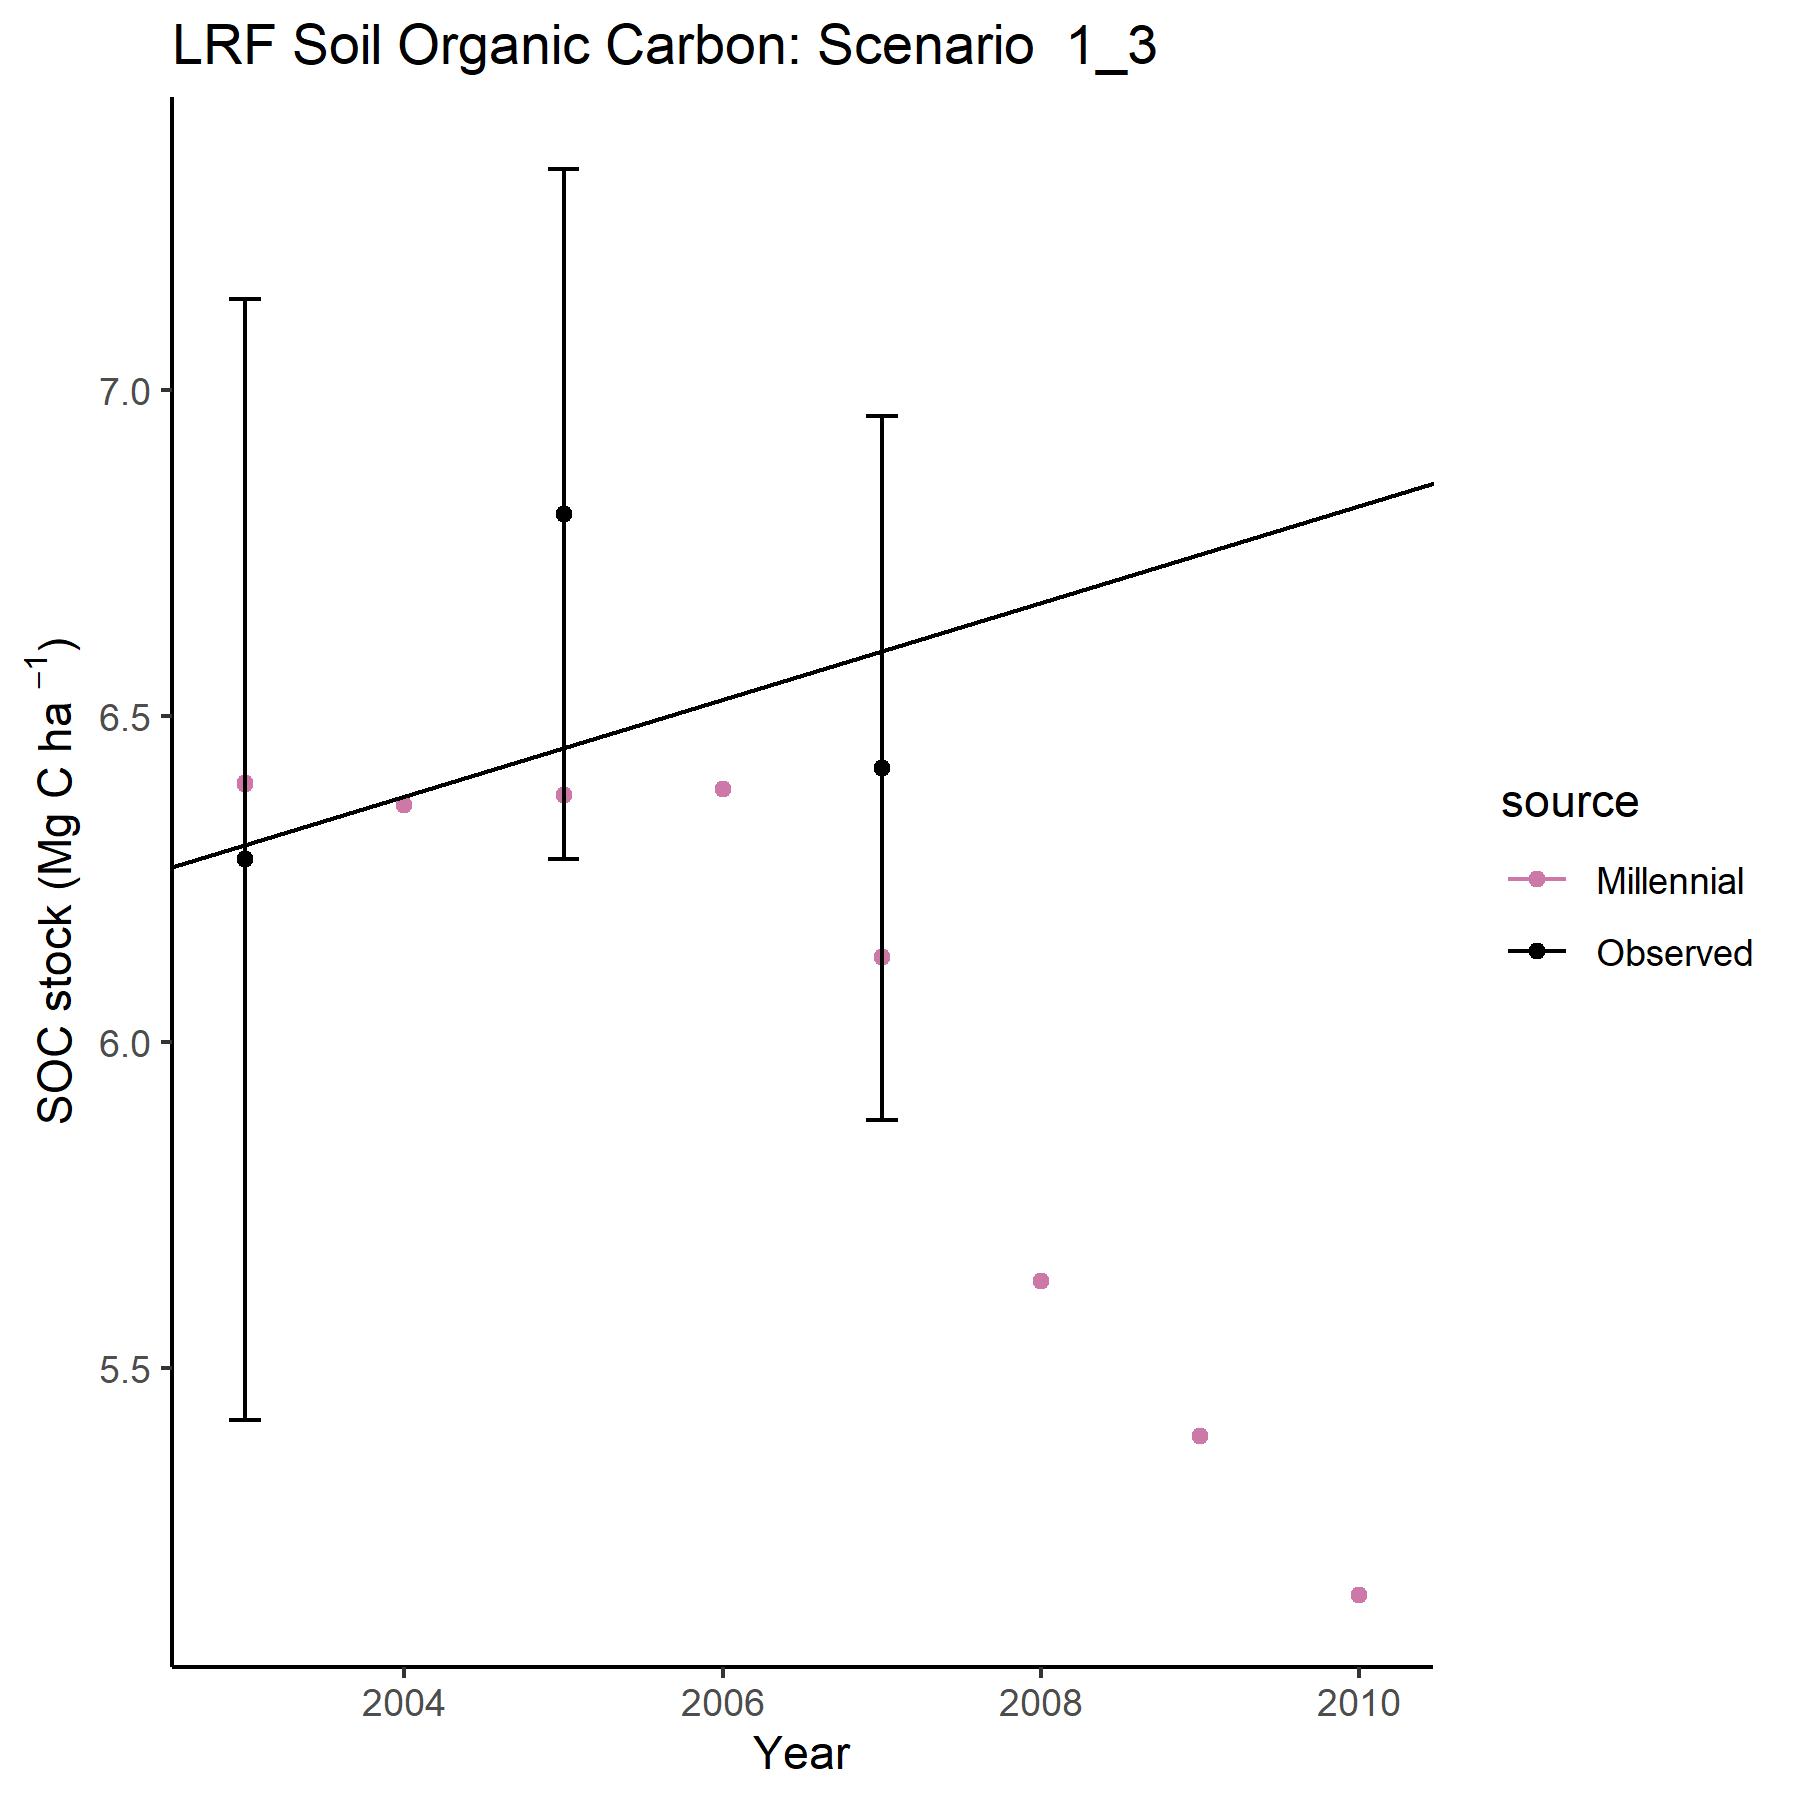 LRF Soil Organic Carbon: Scenario  1_3
SOC stock (Mg C ha −1)
7.0
6.5
6.0
5.5
2004
2006
2008
2010
Year
source
Millennial
Observed